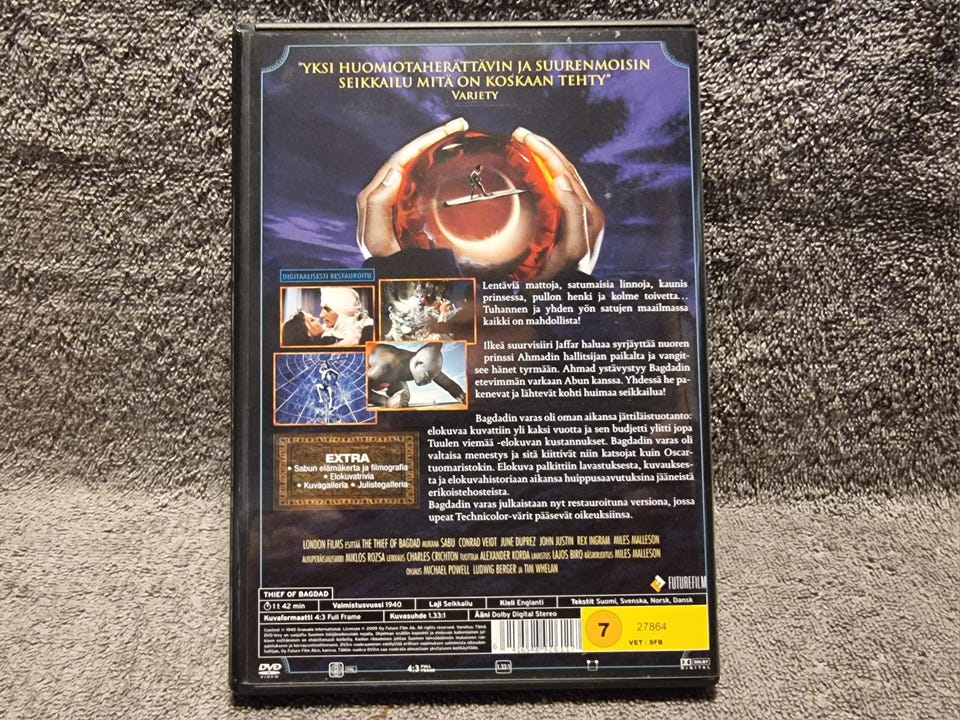 "YKSI HUOMIOTAHERÄTTÄVIN JA SUURENMOISIN
SEIKKAILU MITÄ ON KOSKAAN TEHTY"
VARIETY
DIGITAALISESTI RESTAUROITU
Lentäviä mattoja, satumaisia linnoja, kaunis
prinsessa, pullon henki ja kolme toivetta...
Tuhannen ja yhden yön satujen maailmassa
kaikki on mahdollista!
Ilkeä suurvisiiri Jaffar haluaa syrjäyttää nuoren
prinssi Ahmadin hallitsijan paikalta ja vangit-
see hänet tyrmään. Ahmad ystävystyy Bagdadin
etevimmän varkaan Abun kanssa. Yhdessä he pa-
kenevat ja lähtevät kohti huimaa seikkailua!
Bagdadin varas oli oman aikansa jättiläistuotanto:
elokuvaa kuvattiin yli kaksi vuotta ja sen budjetti ylitti jopa
Tuulen viemää -elokuvan kustannukset. Bagdadin varas oli
valtaisa menestys ja sitä kiittivät niin katsojat kuin Oscar-
tuomaristokin. Elokuva palkittiin lavastuksesta, kuvaukses-
ta ja elokuvahistoriaan aikansa huippusaavutuksina jääneistä
erikoistehosteista.
Bagdadin varas julkaistaan nyt restauroituna versiona, jossa
upeat Technicolor-värit pääsevät oikeuksiinsa.
EXTRA
• Sabun elämäkerta ja filmografia
• Elokuvatrivia
• Kuvagalleria • Julistegalleria
LONDON FILMS ESITTÄÄ THE THIEF OF BAGDAD MUKANA SABU CONRAD VEIDT JUNE DUPREZ JOHN JUSTIN REX INGRAM MILES MALLESON
ALKUPERÄISMUSIIKKI MIKLOS ROZSA LEIKKAUS CHARLES CRICHTON TUOTTAJA ALEXANDER KORDA LAVASTUS LAJOS BIRO KÄSIKIRJOITUS MILES MALLESON
OHJAUS MICHAEL POWELL LUDWIG BERGER JA TIM WHELAN
FUTUREFILM
THIEF OF BAGDAD
1 t 42 min Valmistusvuosi 1940 Laji Seikkailu Kieli Englanti Tekstit Suomi, Svenska, Norsk, Dansk
Kuvaformaatti 4:3 Full Frame Kuvasuhde 1.33:1 Ääni Dolby Digital Stereo
7
27864
VET / SFB
DVD VIDEO
4:3 FULL FRAME
1.33:1
DOLBY DIGITAL